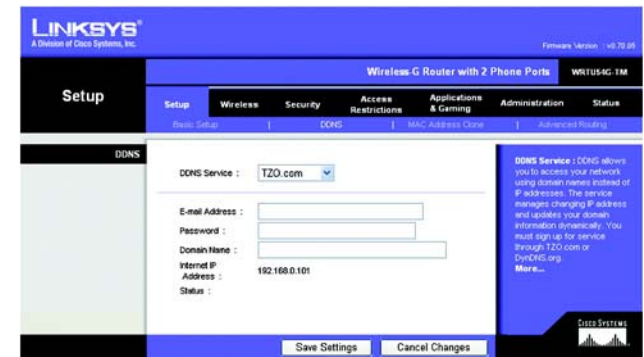 LINKSYS®
A Division of Cisco Systems, Inc.
Firmware Version : v0.70.05
Wireless-G Router with 2 Phone Ports WRTU54G-TM
Setup
Setup Wireless Security Access Restrictions Applications & Gaming Administration Status
Basic Setup | DDNS | MAC Address Clone | Advanced Routing
DDNS
DDNS Service : TZO.com
E-mail Address :
Password :
Domain Name :
Internet IP Address : 192.168.0.101
Status :
DDNS Service : DDNS allows
you to access your network
using domain names instead of
IP addresses. The service
manages changing IP address
and updates your domain
information dynamically. You
must sign up for service
through TZO.com or
DynDNS.org.
More...
Save Settings Cancel Changes
CISCO SYSTEMS